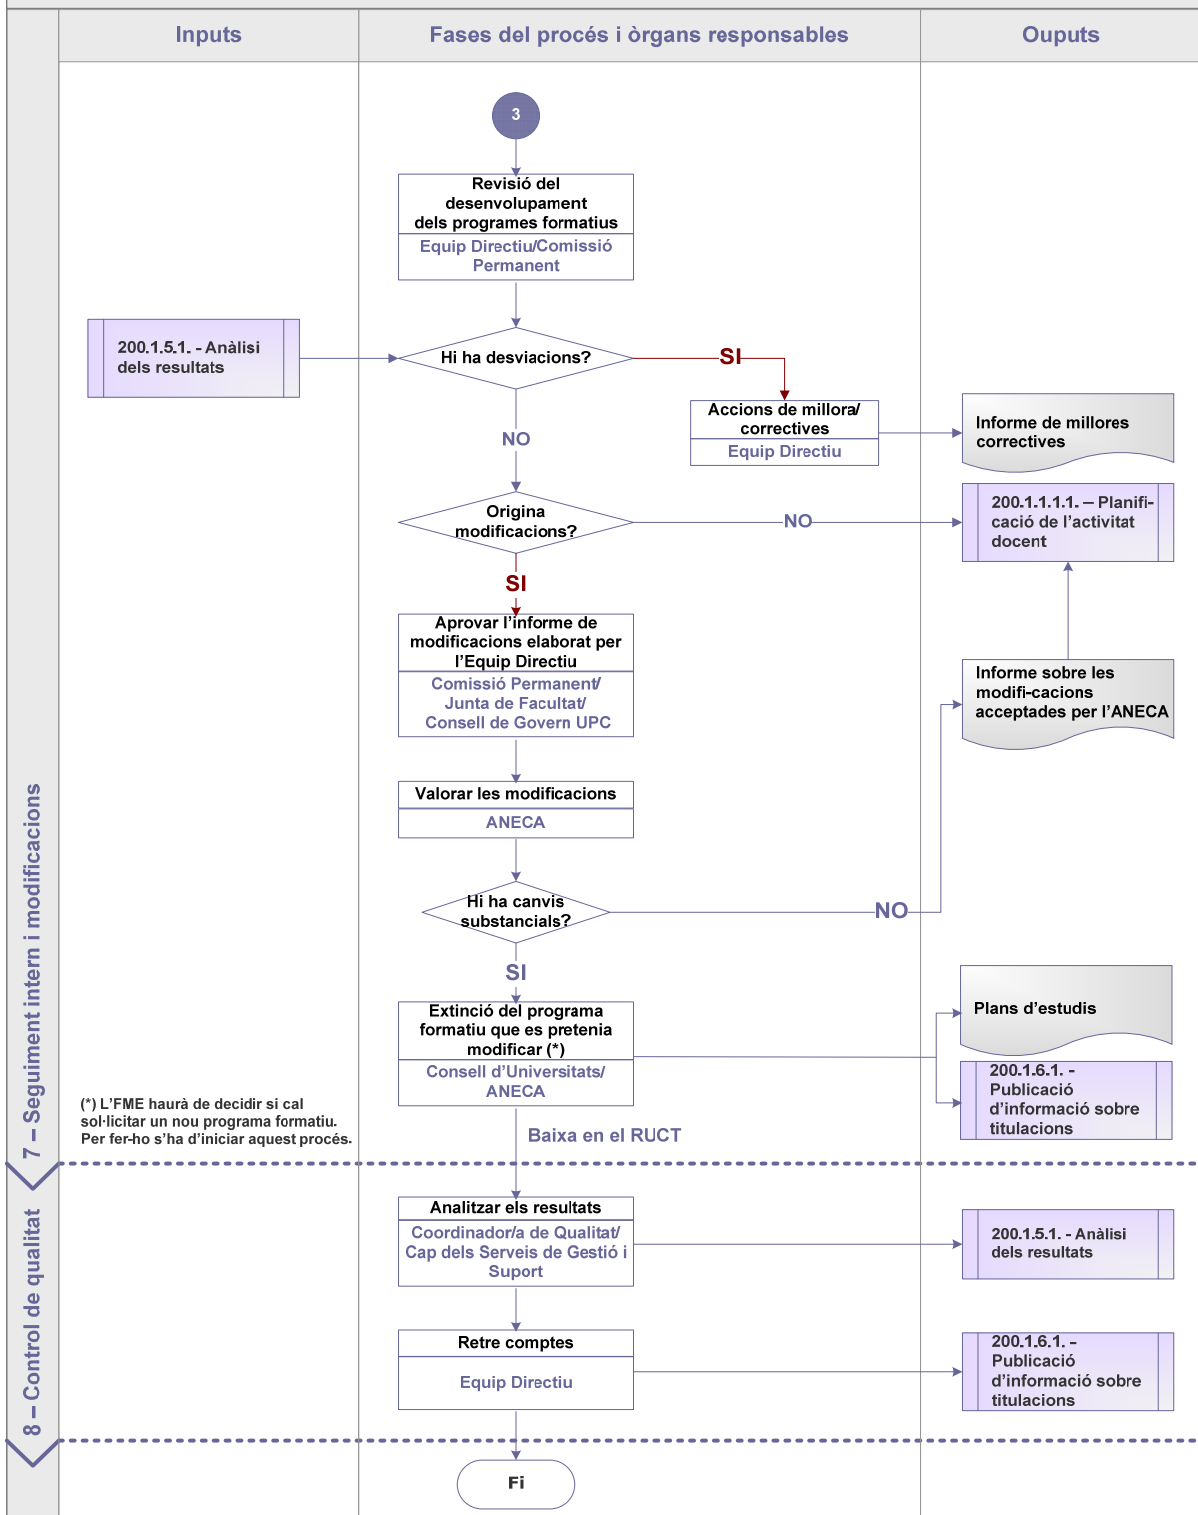 Inputs
Fases del procés i òrgans responsables
Ouputs
3
Revisió del
desenvolupament
dels programes formatius
Equip Directiu/Comissió
Permanent
200.1.5.1. - Anàlisi
dels resultats
Hi ha desviacions?
SI
NO
Accions de millora/
correctives
Equip Directiu
Informe de millores
correctives
Origina
modificacions?
NO
200.1.1.1.1. – Planifi-
cació de l'activitat
docent
SI
Aprovar l'informe de
modificacions elaborat per
l'Equip Directiu
Comissió Permanent/
Junta de Facultat/
Consell de Govern UPC
Informe sobre les
modifi-cacions
acceptades per l'ANECA
Valorar les modificacions
ANECA
Hi ha canvis
substancials?
NO
SI
Extinció del programa
formatiu que es pretenia
modificar (*)
Consell d'Universitats/
ANECA
Plans d'estudis
200.1.6.1. -
Publicació
d'informació sobre
titulacions
(*) L'FME haurà de decidir si cal
sol·licitar un nou programa formatiu.
Per fer-ho s'ha d'iniciar aquest procés.
Baixa en el RUCT
7 – Seguiment intern i modificacions
Analitzar els resultats
Coordinador/a de Qualitat/
Cap dels Serveis de Gestió i
Suport
200.1.5.1. - Anàlisi
dels resultats
Retre comptes
Equip Directiu
200.1.6.1. –
Publicació
d'informació sobre
titulacions
8 – Control de qualitat
Fi